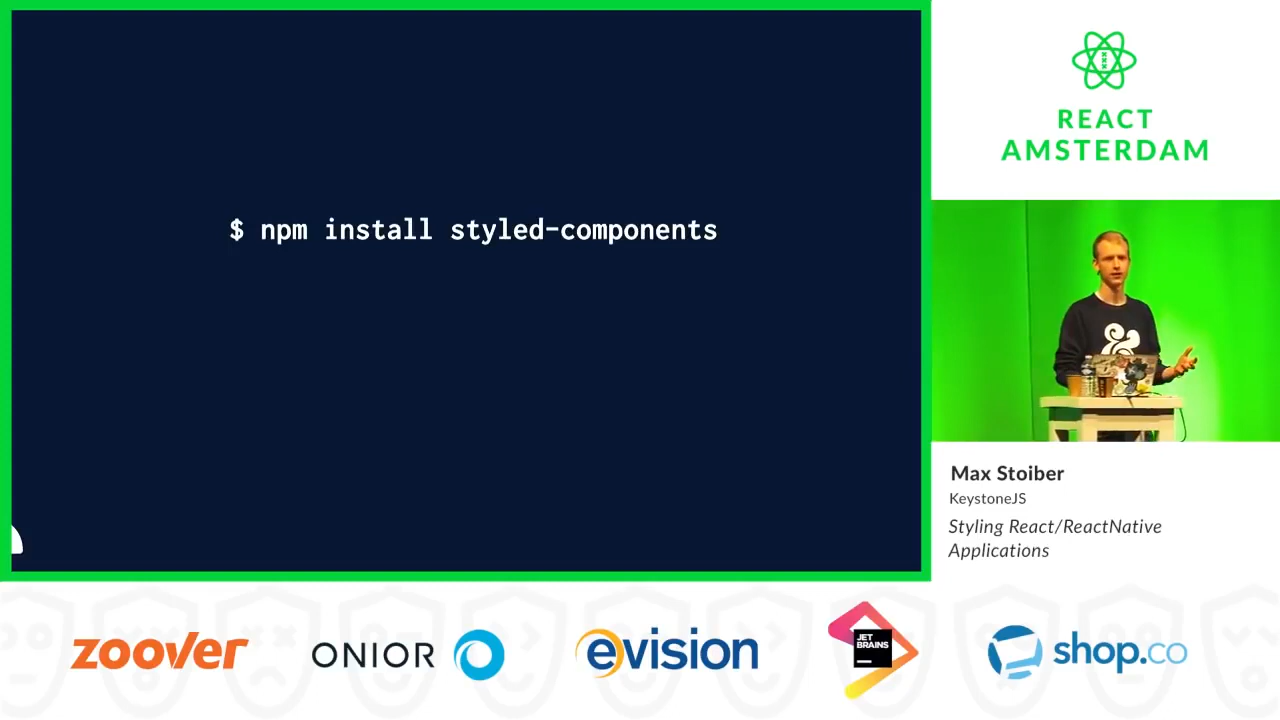 $ npm install styled-components
REACT
AMSTERDAM
&
Max Stoiber
KeystoneJS
Styling React/ReactNative
Applications
zoover
ONIOR
evision
JET
BRAINS
shop.co